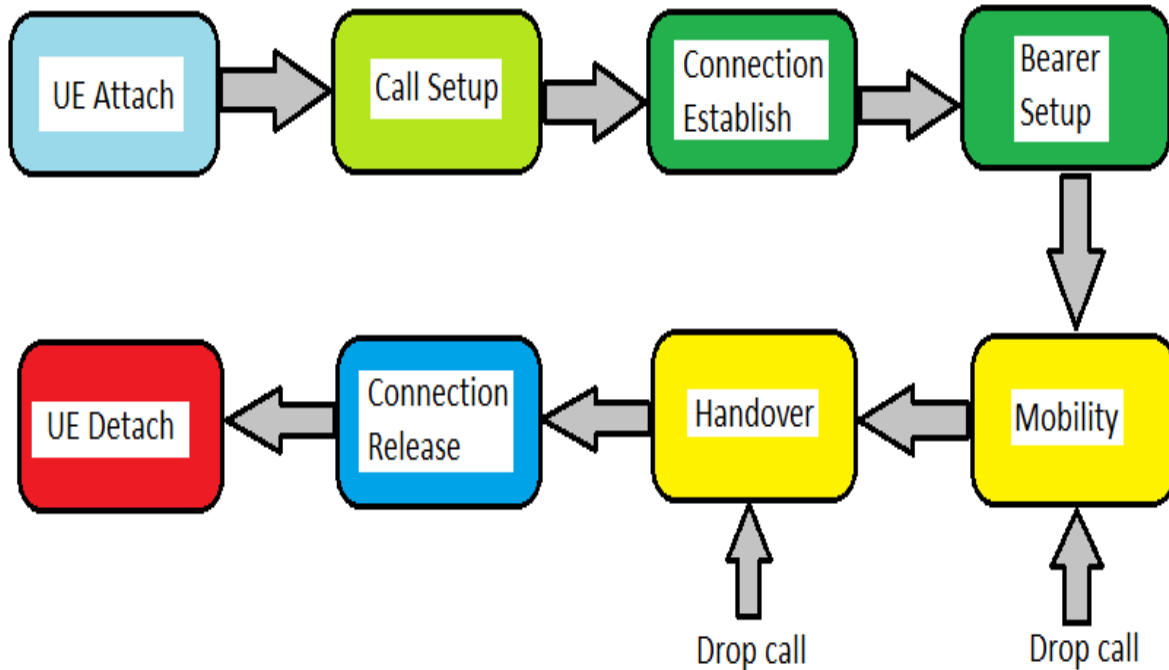 UE Attach
Call Setup
Connection
Establish
Bearer
Setup
UE Detach
Connection
Release
Handover
Mobility
Drop call
Drop call